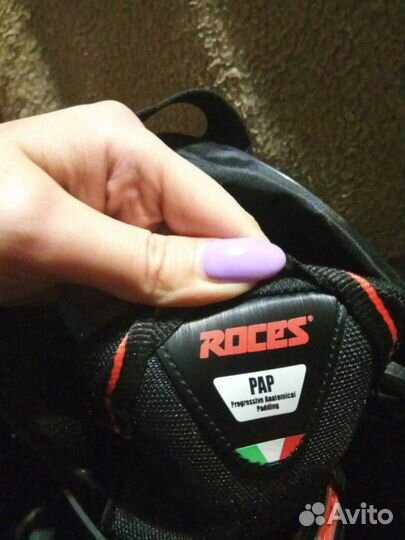 ROCES®
PAP
Progressive Anatomical
Padding
Avito